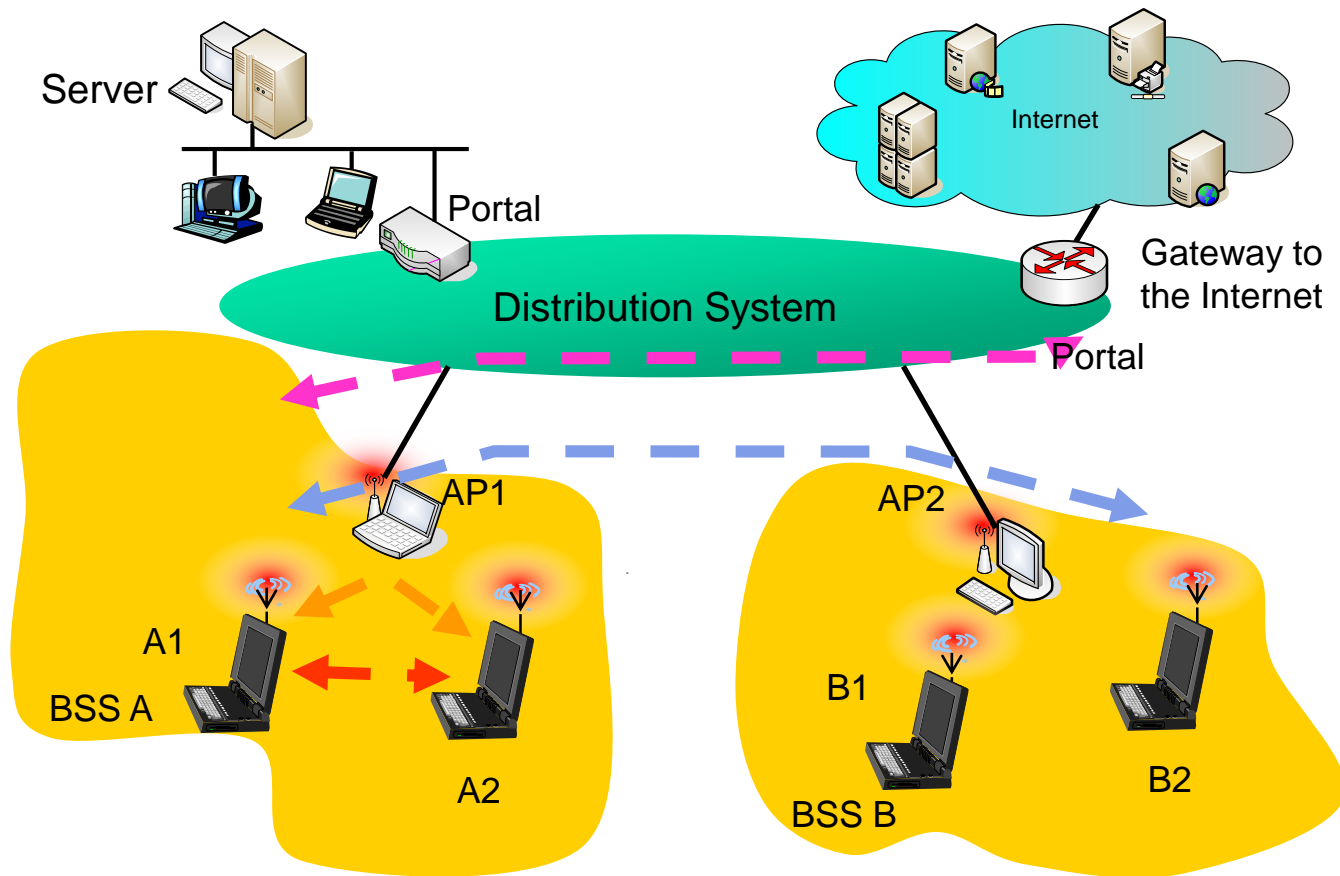 Server
Internet
Portal
Gateway to
the Internet
Distribution System
Portal
AP1
AP2
A1
BSS A
A2
B1
B2
BSS B